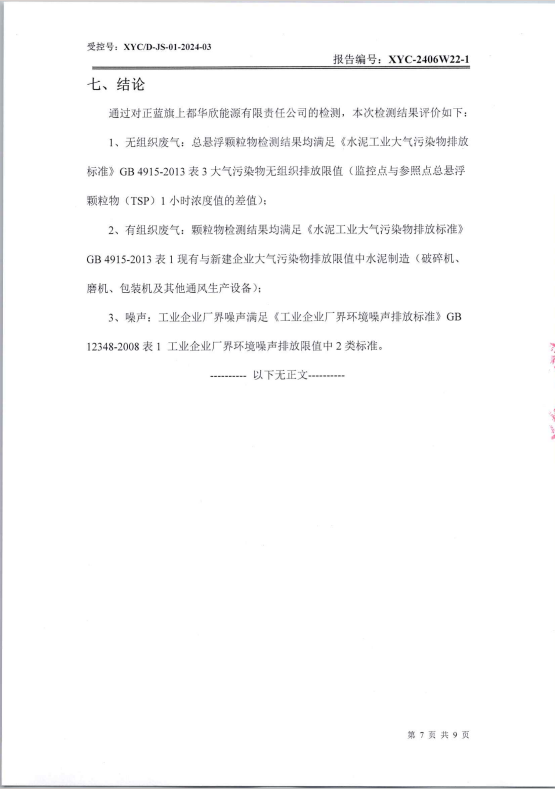 受控号：XYC/D-JS-01-2024-03
报告编号：XYC-2406W22-1
七、结论
通过对正蓝旗上都华欣能源有限责任公司的检测，本次检测结果评价如下：
1、无组织废气：总悬浮颗粒物检测结果均满足《水泥工业大气污染物排放
标准》GB 4915-2013 表 3 大气污染物无组织排放限值（监控点与参照点总悬浮
颗粒物（TSP）1 小时浓度值的差值）；
2、有组织废气：颗粒物检测结果均满足《水泥工业大气污染物排放标准》
GB 4915-2013 表 1 现有与新建企业大气污染物排放限值中水泥制造（破碎机、
磨机、包装机及其他通风生产设备）；
3、噪声：工业企业厂界噪声满足《工业企业厂界环境噪声排放标准》GB
12348-2008 表 1 工业企业厂界环境噪声排放限值中 2 类标准。
---------- 以下无正文----------
第 7 页 共 9 页